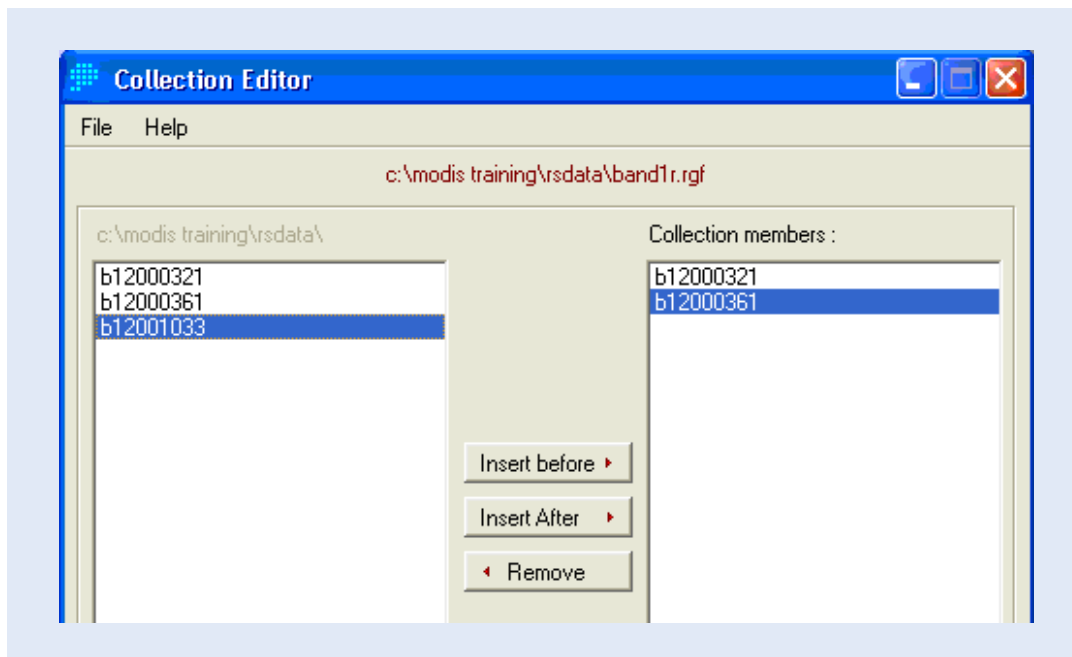 Collection Editor
File Help
c:\modis training\rsdata\band1r.rgf
c:\modis training\rsdata\
b12000321
b12000361
b12001033
Insert before
Insert After
Remove
Collection members :
b12000321
b12000361